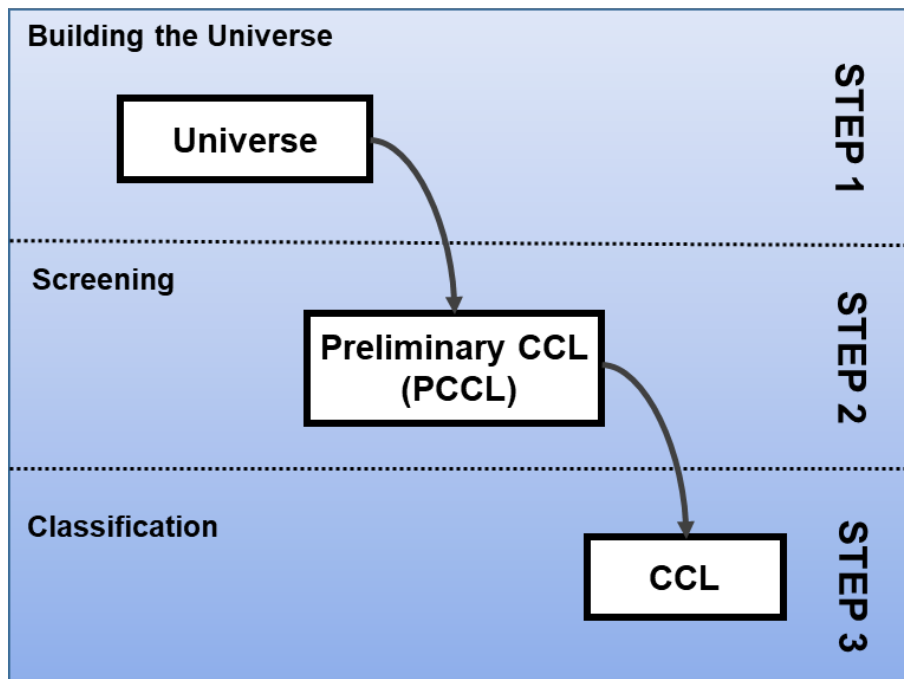 Building the Universe
Universe
STEP 1
Screening
Preliminary CCL
(PCCL)
STEP 2
Classification
CCL
STEP 3